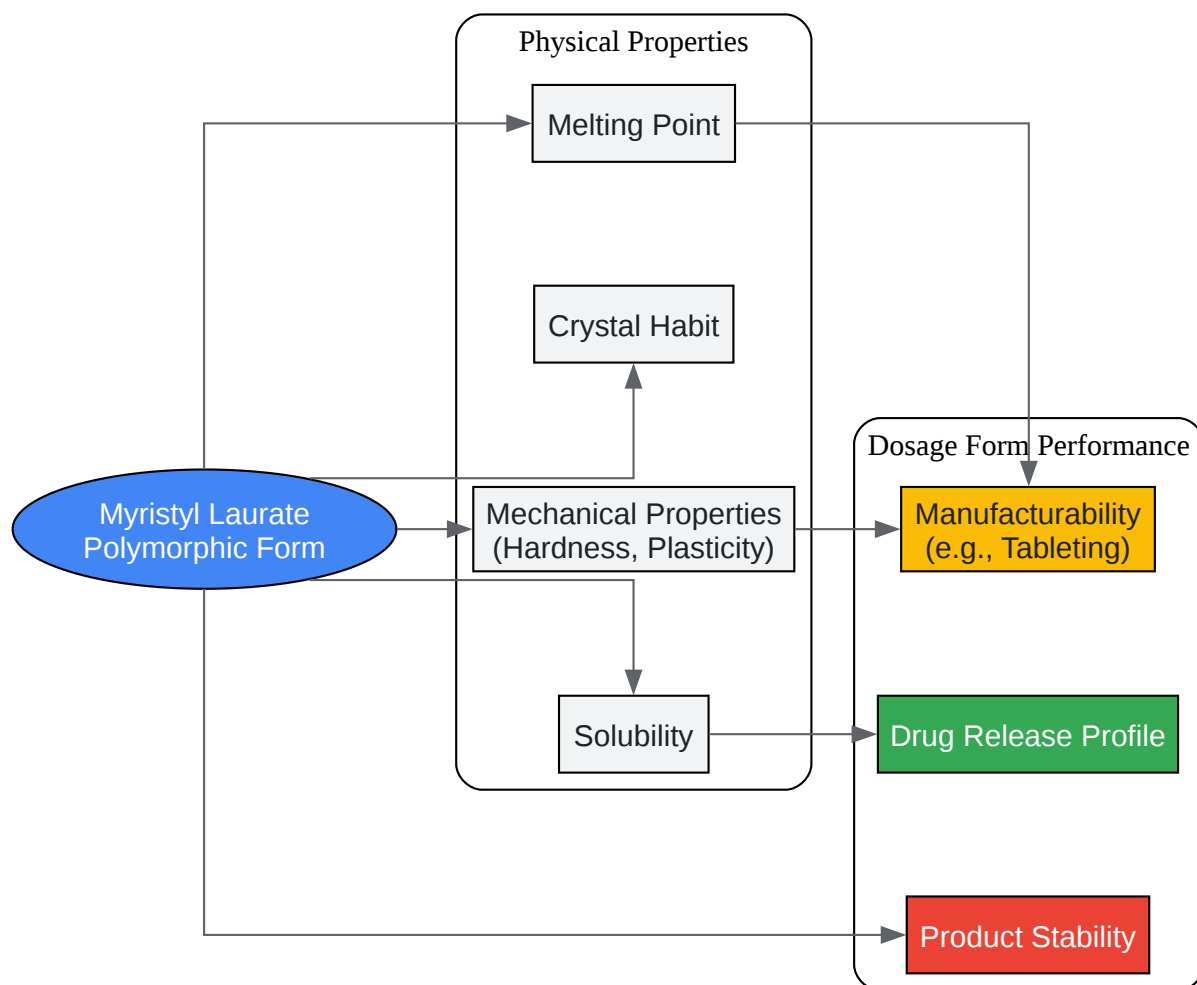 Physical Properties
Melting Point
Crystal Habit
Dosage Form Performance
Myristyl Laurate
Polymorphic Form
Mechanical Properties
(Hardness, Plasticity)
Manufacturability
(e.g., Tableting)
Solubility
Drug Release Profile
Product Stability